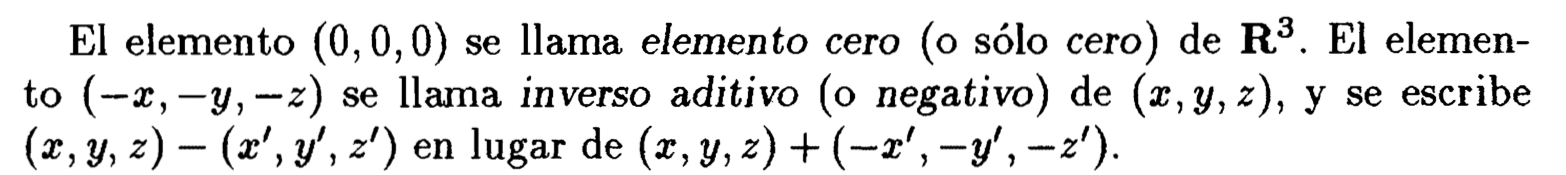 El elemento (0, 0, 0) se llama elemento cero (o sólo cero) de R³. El elemen-
to (−x, −y, −z) se llama inverso aditivo (o negativo) de (x, y, z), y se escribe
(x, y, z) − (x′, y′, z′) en lugar de (x, y, z) + (−x′, −y′, −z′).